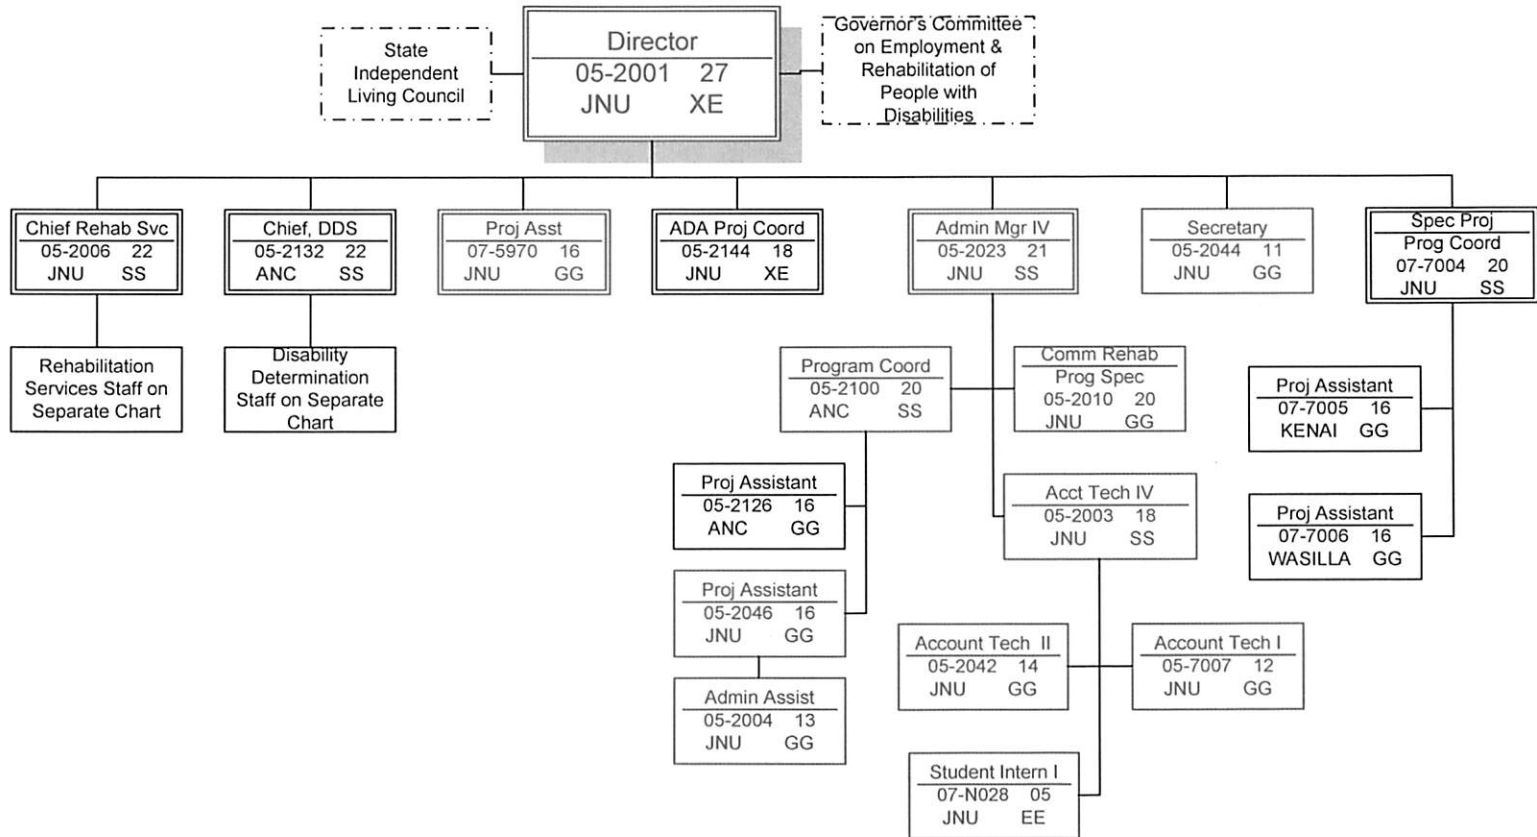 State
Independent
Living Council
Director
05-2001 27
JNU XE
Governor's Committee
on Employment &
Rehabilitation of
People with
Disabilities
Chief Rehab Svc
05-2006 22
JNU SS
Chief, DDS
05-2132 22
ANC SS
Proj Asst
07-5970 16
JNU GG
ADA Proj Coord
05-2144 18
JNU XE
Admin Mgr IV
05-2023 21
JNU SS
Secretary
05-2044 11
JNU GG
Spec Proj
Prog Coord
07-7004 20
JNU SS
Rehabilitation
Services Staff on
Separate Chart
Disability
Determination
Staff on Separate
Chart
Program Coord
05-2100 20
ANC SS
Comm Rehab
Prog Spec
05-2010 20
JNU GG
Proj Assistant
07-7005 16
KENAI GG
Proj Assistant
05-2126 16
ANC GG
Acct Tech IV
05-2003 18
JNU SS
Proj Assistant
07-7006 16
WASILLA GG
Proj Assistant
05-2046 16
JNU GG
Account Tech II
05-2042 14
JNU GG
Account Tech I
05-7007 12
JNU GG
Admin Assist
05-2004 13
JNU GG
Student Intern I
07-N028 05
JNU EE